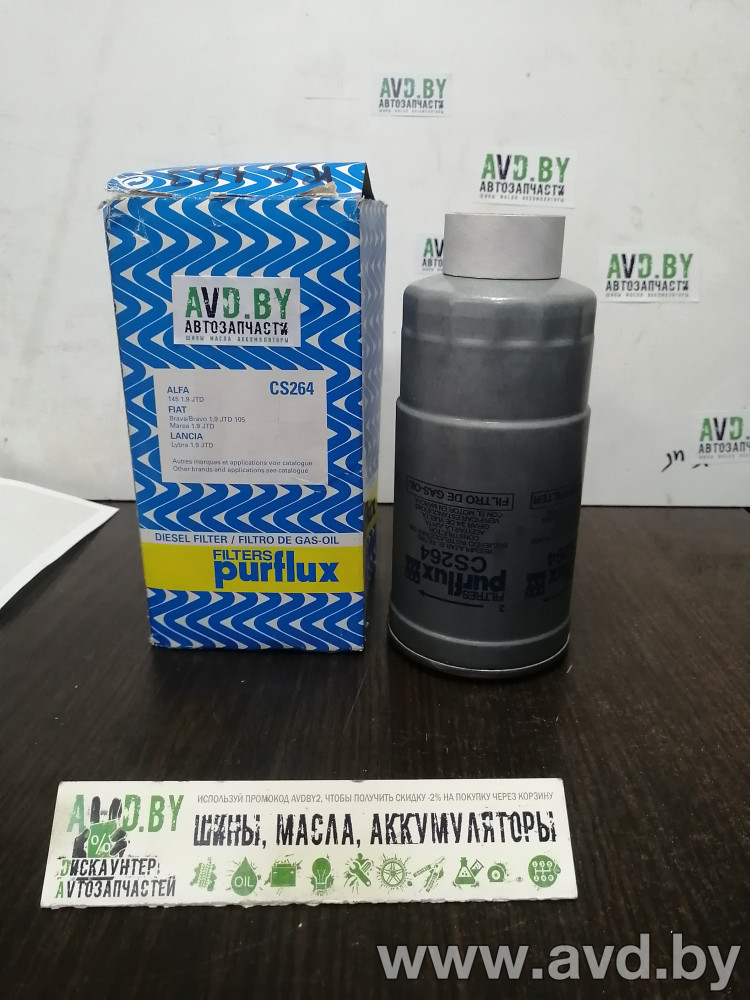 AVD.BY
АВТОЗАПЧАСТИ
AVD.BY
АВТОЗАПЧАСТИ
AVD.BY
AVD.BY
AVD.BY
АВТОЗАПЧАСТИ
ШИНЫ МАСЛА АККУМУЛЯТОРЫ
CS264
ALFA
145 1.9 JTD
FIAT
Brava/Bravo 1.9 JTD 105
Marea 1.9 JTD
LANCIA
Lybra 1.9 JTD
Autres marques et applications voir catalogue
Other brands and applications see catalogue
DIESEL FILTER / FILTRO DE GAS-OIL
FILTERS
purflux
FILTRES
purflux
CS264
FILTRO DE GAS-OIL
AVD.BY
ДИСКАУНТЕР
АVТОЗАПЧАСТЕЙ
ИСПОЛЬЗУЙ ПРОМОКОД AVDBY2, ЧТОБЫ ПОЛУЧИТЬ СКИДКУ -2% НА ПОКУПКУ ЧЕРЕЗ КОРЗИНУ
ШИНЫ, МАСЛА, АККУМУЛЯТОРЫ
%
OIL
www.avd.by